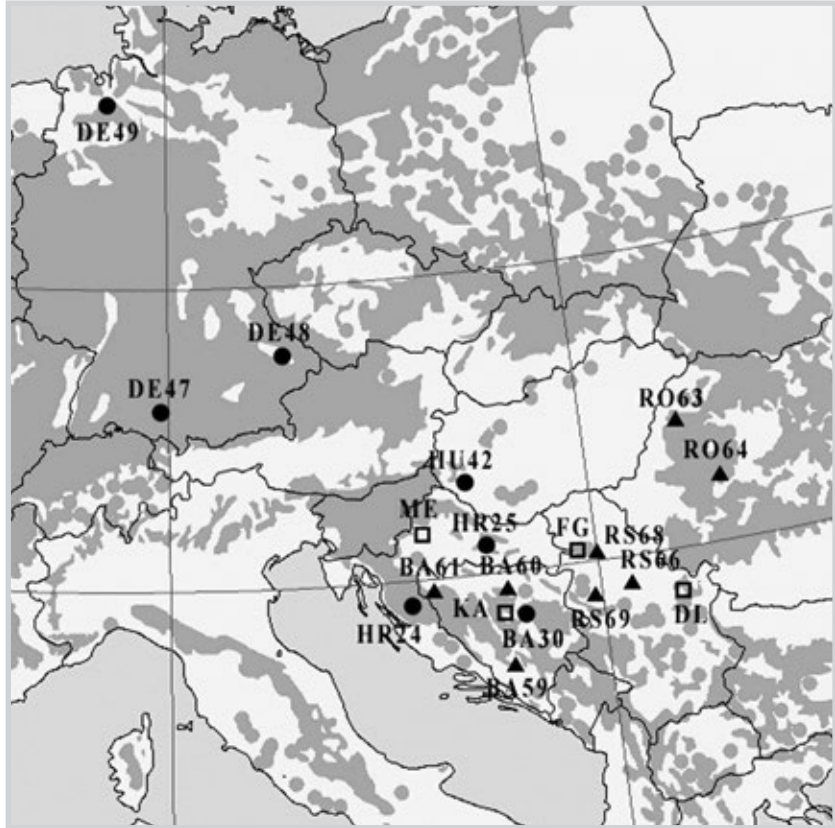 DE49
DE48
DE47
RO63
RO64
HU42
ME
HR25
FG
RS68
BA61
BA60
RS66
KA
HR24
BA30
RS69
DL
BA59